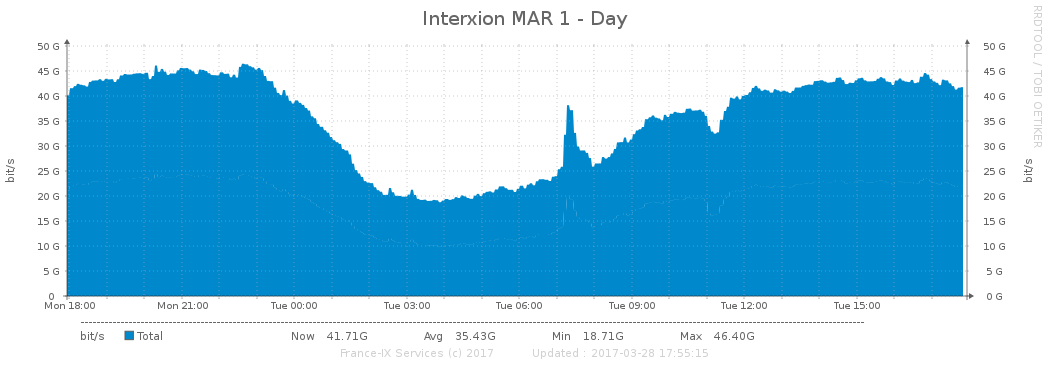 Interxion MAR 1 - Day
RRDTOOL / TOBI OETIKER
50 G 50 G
45 G 45 G
40 G 40 G
35 G 35 G
30 G 30 G
25 G 25 G
20 G 20 G
15 G 15 G
10 G 10 G
5 G 5 G
0 0 G
bit/s bit/s
Mon 18:00 Mon 21:00 Tue 00:00 Tue 03:00 Tue 06:00 Tue 09:00 Tue 12:00 Tue 15:00
bit/s Total Now 41.71G Avg 35.43G Min 18.71G Max 46.40G
France-IX Services (c) 2017 Updated : 2017-03-28 17:55:15